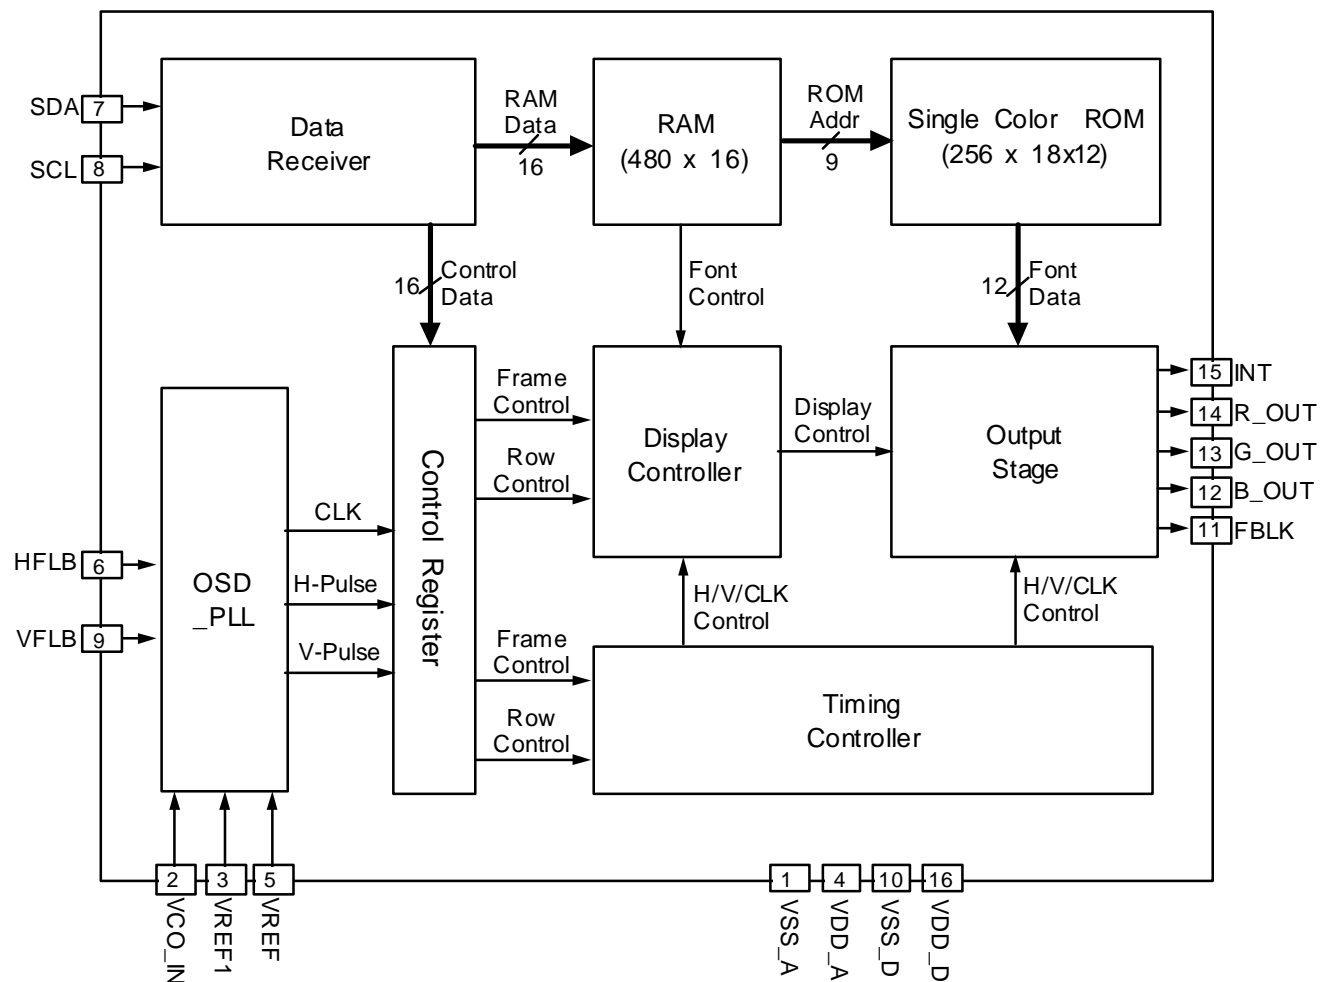 SDA
7
SCL
8
Data
Receiver
RAM
Data
16
RAM
(480 x 16)
ROM
Addr
9
Single Color ROM
(256 x 18x12)
16
Control
Data
Font
Control
12
Font
Data
HFLB
6
VFLB
9
OSD
_PLL
CLK
H-Pulse
V-Pulse
Control Register
Frame
Control
Row
Control
Display
Controller
Display
Control
Output
Stage
15
INT
14
R_OUT
13
G_OUT
12
B_OUT
11
FBLK
H/V/CLK
Control
H/V/CLK
Control
Frame
Control
Row
Control
Timing
Controller
2
3
5
1
4
10
16
VCO_IN
VREF1
VREF
VSS_A
VDD_A
VSS_D
VDD_D